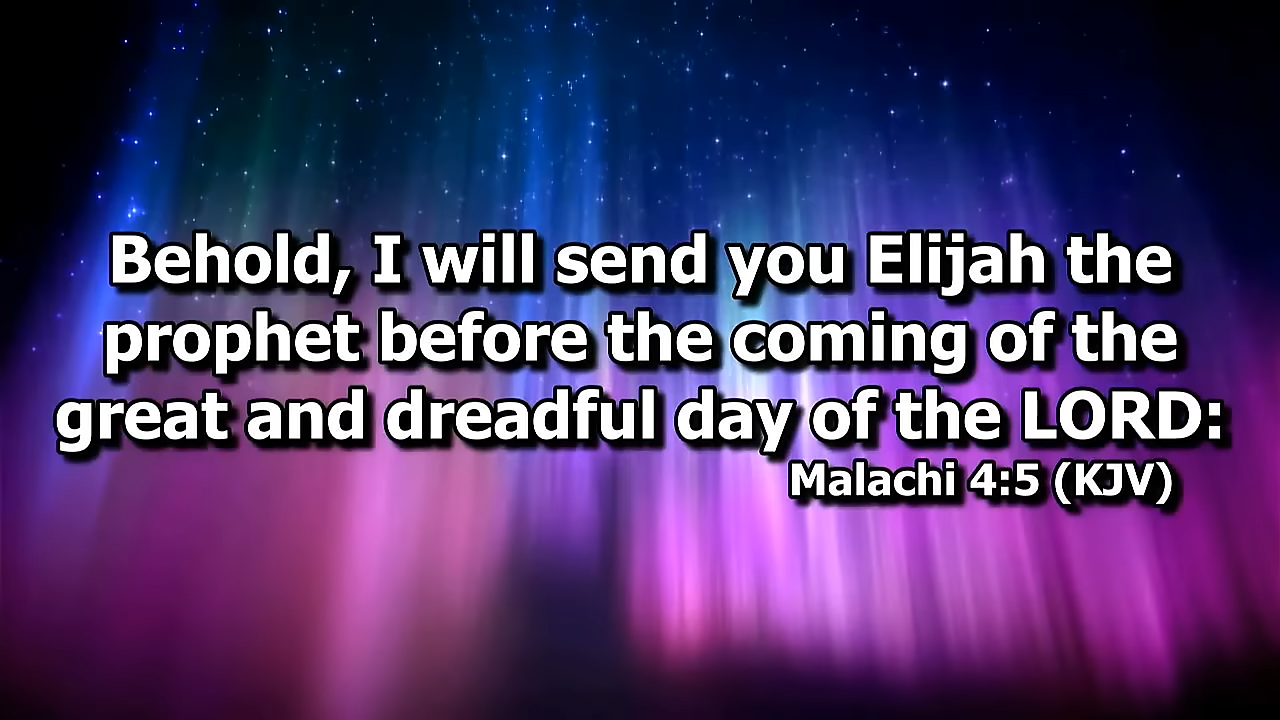 Behold, I will send you Elijah the
prophet before the coming of the
great and dreadful day of the LORD:
Malachi 4:5 (KJV)